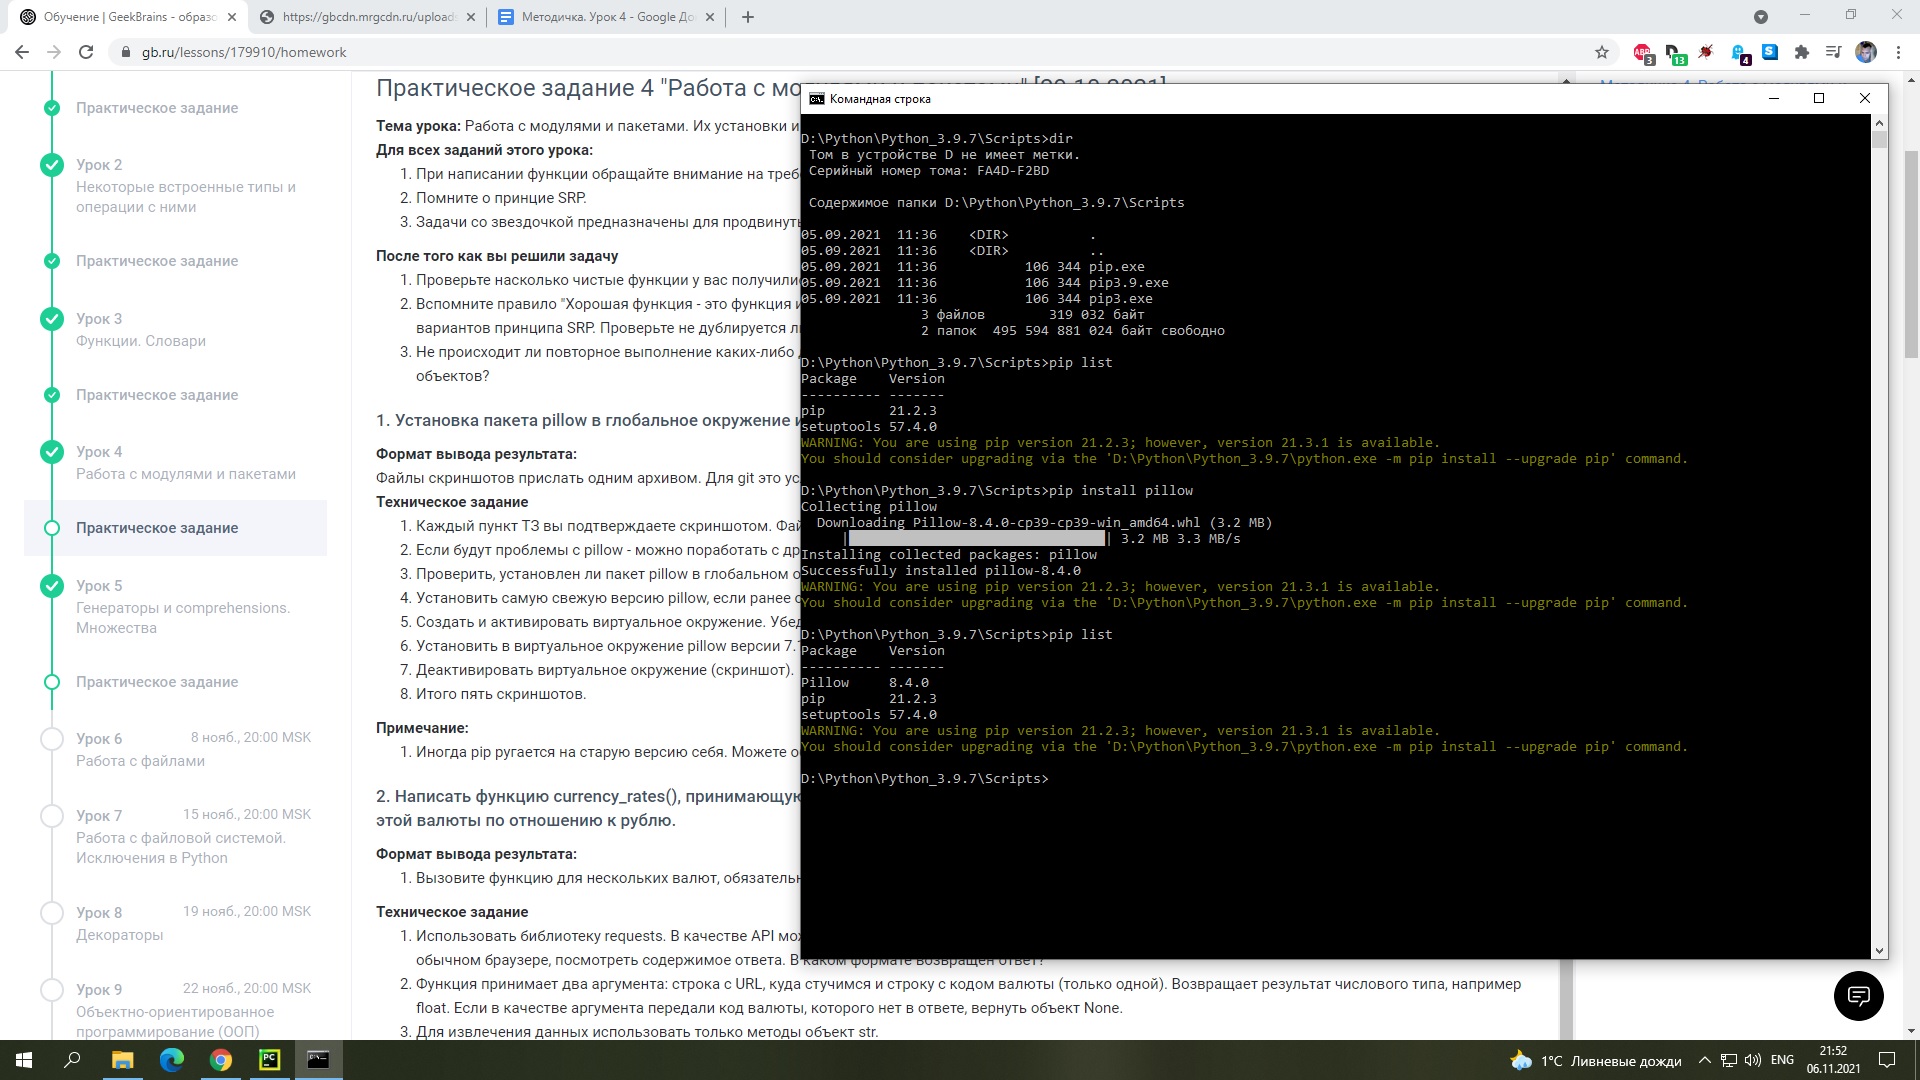 Обучение | GeekBrains - образо
https://gbcdn.mrgcdn.ru/uploads
Методичка. Урок 4 - Google До
gb.ru/lessons/179910/homework
3
13
4
Практическое задание
Урок 2
Некоторые встроенные типы и
операции с ними
Практическое задание
Урок 3
Функции. Словари
Практическое задание
Урок 4
Работа с модулями и пакетами
Практическое задание
Урок 5
Генераторы и comprehensions.
Множества
Практическое задание
Урок 6 8 нояб., 20:00 MSK
Работа с файлами
Урок 7 15 нояб., 20:00 MSK
Работа с файловой системой.
Исключения в Python
Урок 8 19 нояб., 20:00 MSK
Декораторы
Урок 9 22 нояб., 20:00 MSK
Объектно-ориентированное
программирование (ООП)
Практическое задание 4 "Работа с мо
Тема урока: Работа с модулями и пакетами. Их установки и
Для всех заданий этого урока:
1. При написании функции обращайте внимание на треб
2. Помните о принцие SRP.
3. Задачи со звездочкой предназначены для продвинуты
После того как вы решили задачу
1. Проверьте насколько чистые функции у вас получили
2. Вспомните правило "Хорошая функция - это функция и
вариантов принципа SRP. Проверьте не дублируется л
3. Не происходит ли повторное выполнение каких-либо
объектов?
1. Установка пакета pillow в глобальное окружение и
Формат вывода результата:
Файлы скриншотов прислать одним архивом. Для git это ус
Техническое задание
1. Каждый пункт ТЗ вы подтверждаете скриншотом. Фай
2. Если будут проблемы с pillow - можно поработать с др
3. Проверить, установлен ли пакет pillow в глобальном о
4. Установить самую свежую версию pillow, если ранее о
5. Создать и активировать виртуальное окружение. Убед
6. Установить в виртуальное окружение pillow версии 7.
7. Деактивировать виртуальное окружение (скриншот).
8. Итого пять скриншотов.
Примечание:
1. Иногда pip ругается на старую версию себя. Можете о
2. Написать функцию currency_rates(), принимающую
этой валюты по отношению к рублю.
Формат вывода результата:
1. Вызовите функцию для нескольких валют, обязательн
Техническое задание
1. Использовать библиотеку requests. В качестве API мо
обычном браузере, посмотреть содержимое ответа. В каком формате возвращен ответ?
2. Функция принимает два аргумента: строка с URL, куда стучимся и строку с кодом валюты (только одной). Возвращает результат числового типа, например
float. Если в качестве аргумента передали код валюты, которого нет в ответе, вернуть объект None.
3. Для извлечения данных использовать только методы объект str.
Командная строка
D:\Python\Python_3.9.7\Scripts>dir
Том в устройстве D не имеет метки.
Серийный номер тома: FA4D-F2BD
Содержимое папки D:\Python\Python_3.9.7\Scripts
05.09.2021  11:36    <DIR>          .
05.09.2021  11:36    <DIR>          ..
05.09.2021  11:36           106 344 pip.exe
05.09.2021  11:36           106 344 pip3.9.exe
05.09.2021  11:36           106 344 pip3.exe
3 файлов        319 032 байт
2 папок  495 594 881 024 байт свободно
D:\Python\Python_3.9.7\Scripts>pip list
Package    Version
---------- -------
pip        21.2.3
setuptools 57.4.0
WARNING: You are using pip version 21.2.3; however, version 21.3.1 is available.
You should consider upgrading via the 'D:\Python\Python_3.9.7\python.exe -m pip install --upgrade pip' command.
D:\Python\Python_3.9.7\Scripts>pip install pillow
Collecting pillow
Downloading Pillow-8.4.0-cp39-cp39-win_amd64.whl (3.2 MB)
| | 3.2 MB 3.3 MB/s
Installing collected packages: pillow
Successfully installed pillow-8.4.0
WARNING: You are using pip version 21.2.3; however, version 21.3.1 is available.
You should consider upgrading via the 'D:\Python\Python_3.9.7\python.exe -m pip install --upgrade pip' command.
D:\Python\Python_3.9.7\Scripts>pip list
Package    Version
---------- -------
Pillow     8.4.0
pip        21.2.3
setuptools 57.4.0
WARNING: You are using pip version 21.2.3; however, version 21.3.1 is available.
You should consider upgrading via the 'D:\Python\Python_3.9.7\python.exe -m pip install --upgrade pip' command.
D:\Python\Python_3.9.7\Scripts>
1°C Ливневые дожди
ENG
21:52
06.11.2021